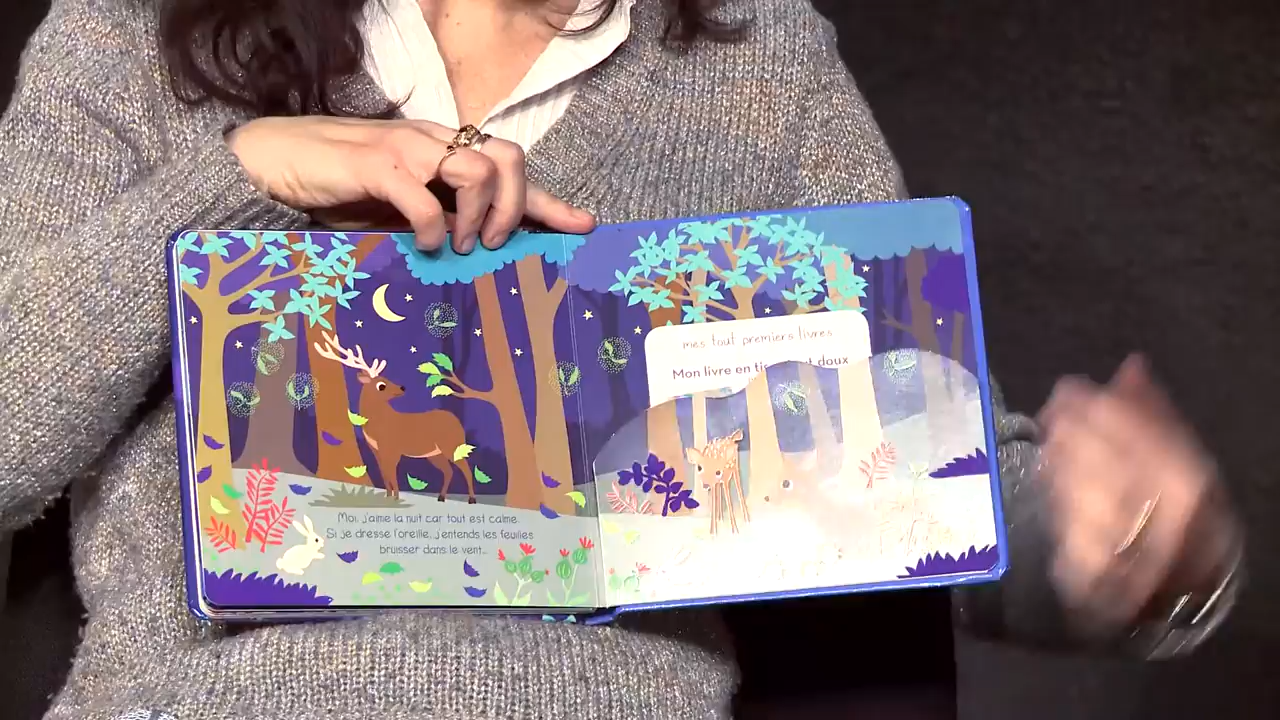 Moi, j'aime la nuit car tout est calme.
Si je dresse l'oreille, j'entends les feuilles
bruisser dans le vent...
mes tout premiers livres
Mon livre en doux